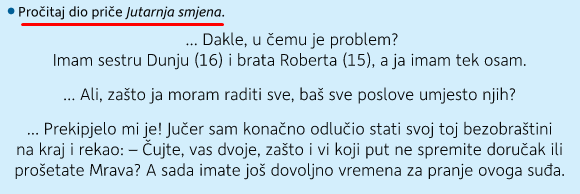 • Pročitaj dio priče Jutarnja smjena.
... Dakle, u čemu je problem?
Imam sestru Dunju (16) i brata Roberta (15), a ja imam tek osam.
... Ali, zašto ja moram raditi sve, baš sve poslove umjesto njih?
... Prekipjelo mi je! Jučer sam konačno odlučio stati svoj toj bezobraštini
na kraj i rekao: – Čujte, vas dvoje, zašto i vi koji put ne spremite doručak ili
prošetate Mrava? A sada imate još dovoljno vremena za pranje ovoga suđa.